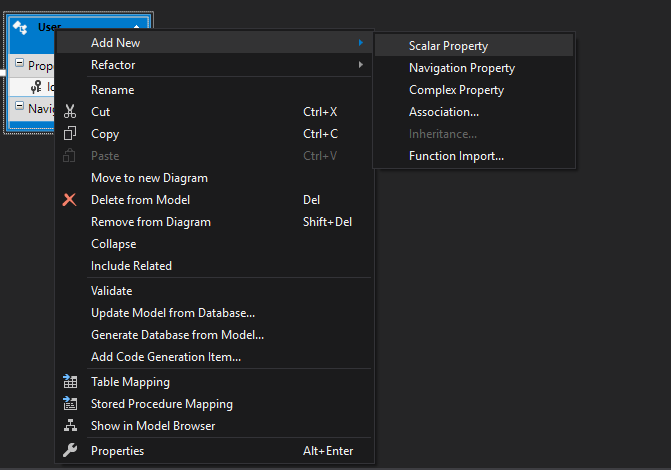 User
Add New
Scalar Property
Refactor
Navigation Property
Rename
Complex Property
Cut Ctrl+X
Association...
Copy Ctrl+C
Inheritance...
Paste Ctrl+V
Function Import...
Move to new Diagram
Delete from Model Del
Remove from Diagram Shift+Del
Collapse
Include Related
Validate
Update Model from Database...
Generate Database from Model...
Add Code Generation Item...
Table Mapping
Stored Procedure Mapping
Show in Model Browser
Properties Alt+Enter